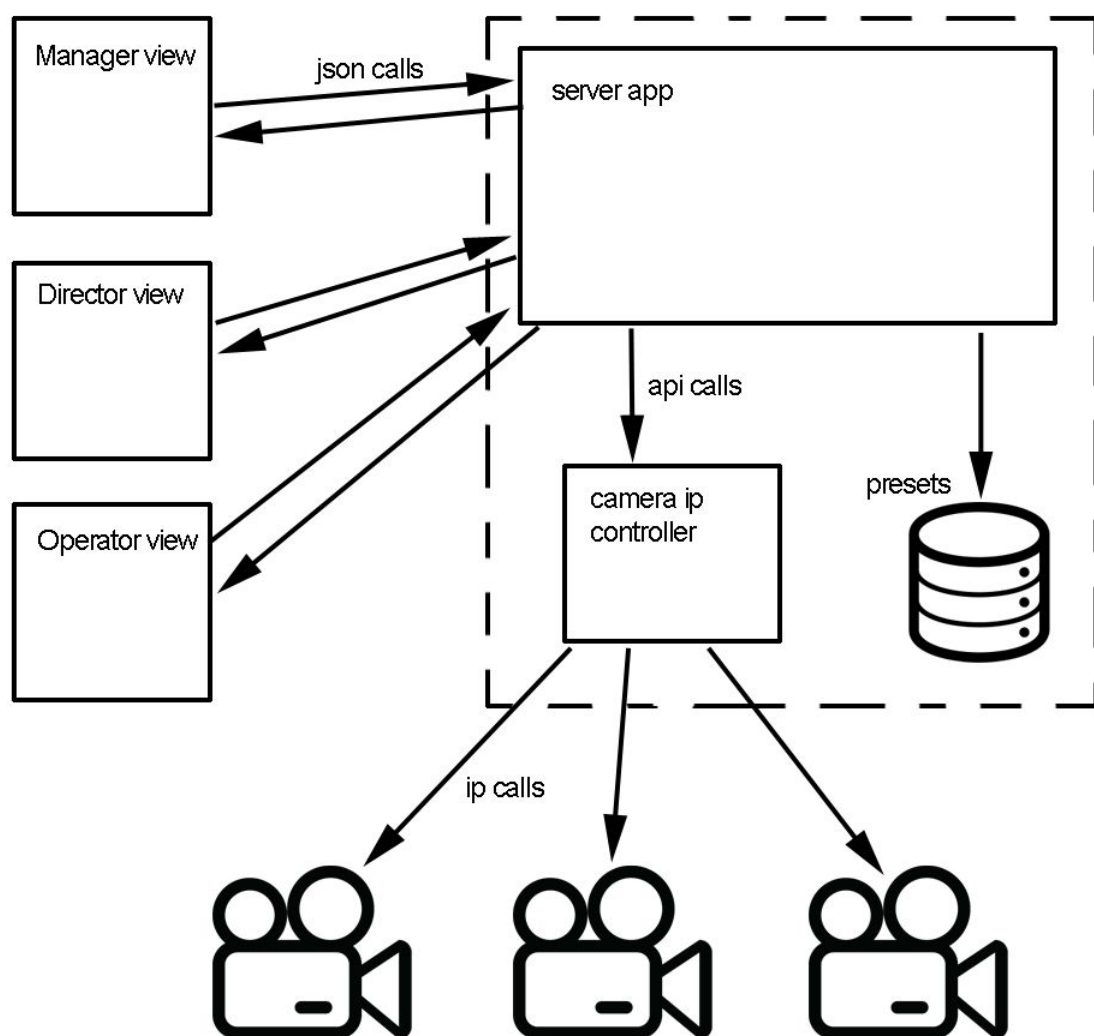 Manager view
json calls
server app
Director view
api calls
Operator view
camera ip
controller
presets
ip calls